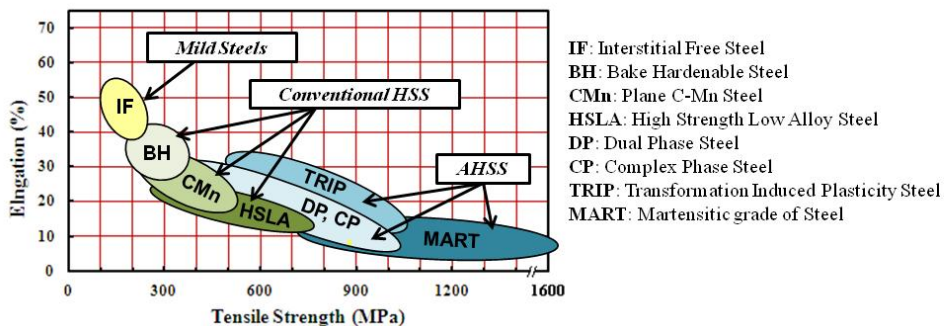 70
60
50
40
30
20
10
0
Elngation (%)
Mild Steels
Conventional HSS
AHSS
IF
BH
CMn
HSLA
TRIP
DP, CP
MART
0 300 600 900 1200 1600
Tensile Strength (MPa)
IF: Interstitial Free Steel
BH: Bake Hardenable Steel
CMn: Plane C-Mn Steel
HSLA: High Strength Low Alloy Steel
DP: Dual Phase Steel
CP: Complex Phase Steel
TRIP: Transformation Induced Plasticity Steel
MART: Martensitic grade of Steel